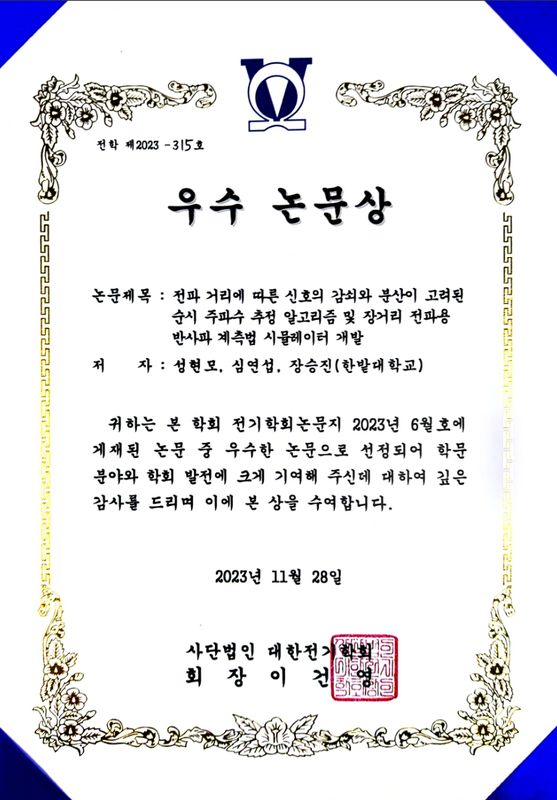 전학 제2023 -315호
우수 논문상
논문제목 : 전파 거리에 따른 신호의 감쇠와 분산이 고려된
순시 주파수 추정 알고리즘 및 장거리 전파용
반사파 계측법 시뮬레이터 개발
저 자 : 성현모, 심연섭, 장승진(한밭대학교)
귀하는 본 학회 전기학회논문지 2023년 6월호에
게재된 논문 중 우수한 논문으로 선정되어 학문
분야와 학회 발전에 크게 기여해 주신데 대하여 깊은
감사를 드리며 이에 본 상을 수여합니다.
2023년 11월 28일
사단법인 대한전기학회
회 장 이 건 영